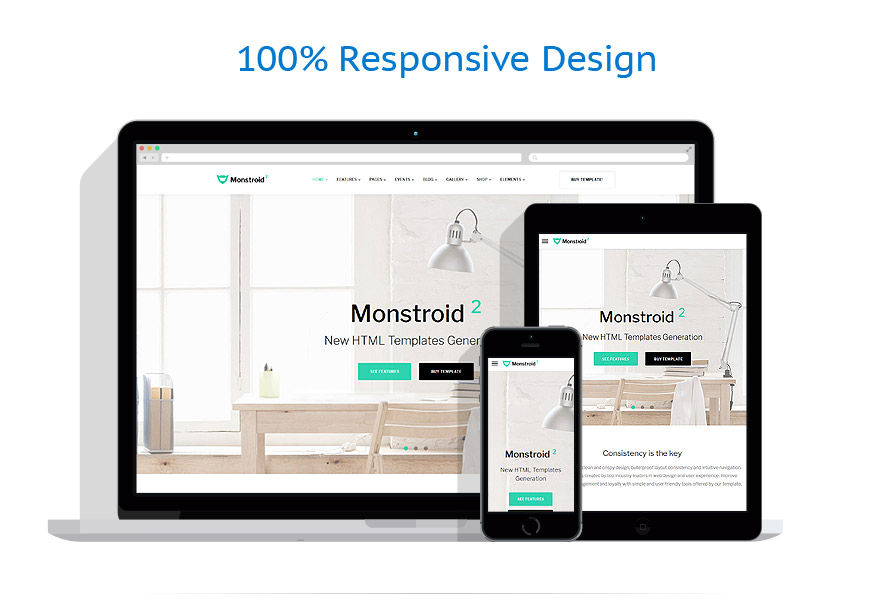 100% Responsive Design
Monstroid 2
HOME FEATURES PAGES EVENTS BLOG GALLERY SHOP ELEMENTS BUY TEMPLATE!
Monstroid 2
New HTML Templates Gener
SEE FEATURES BUY TEMPLATE
Monstroid 2
Monstroid 2
New HTML Templates Generation
SEE FEATURES BUY TEMPLATE
Consistency is the key
clean and crispy design, bulletproof layout consistency and intuitive navigation.
created by top industry leaders in web design and user experience. Improve
gement and loyalty with simple and user friendly tools offered by our template.
Monstroid 2
Monstroid 2
New HTML Templates
Generation
SEE FEATURES